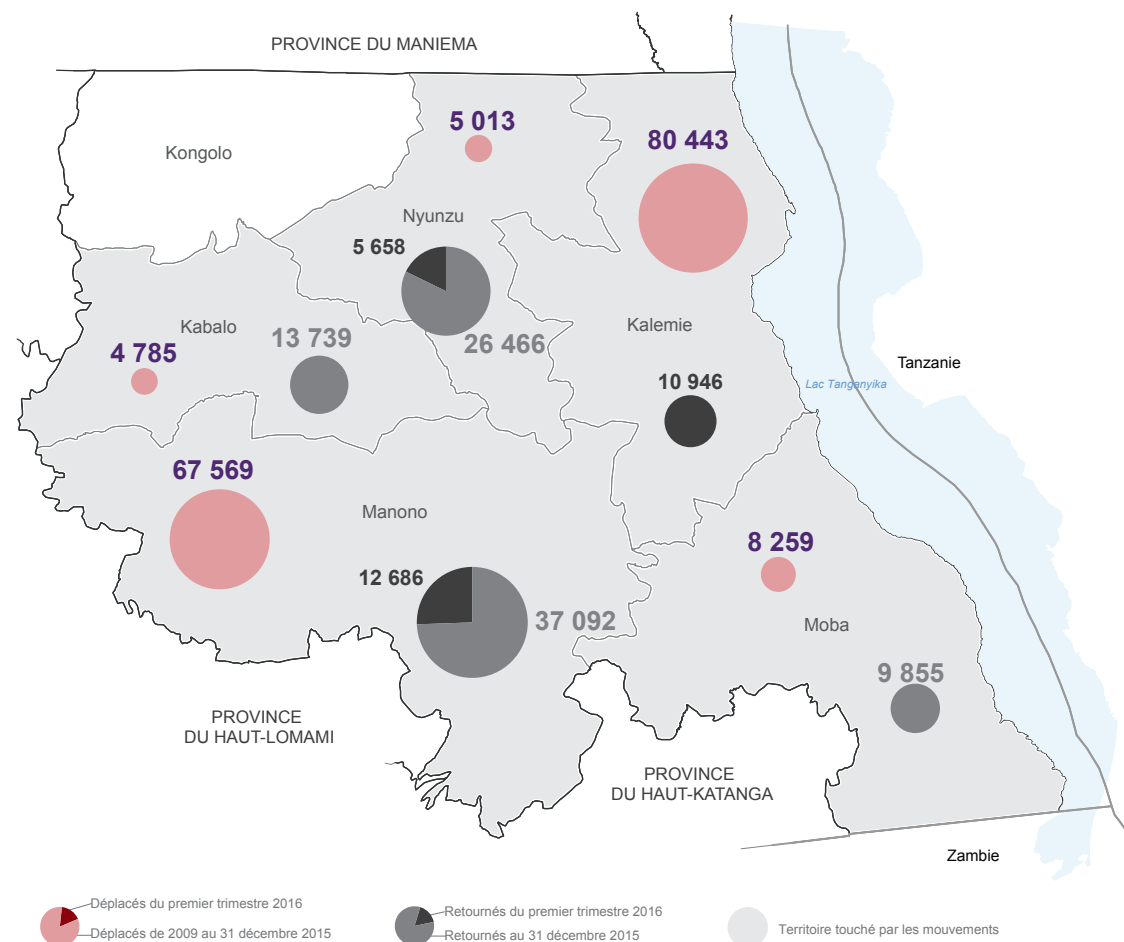 PROVINCE DU MANIEMA
5 013
80 443
Kongolo
Nyunzu
5 658
26 466
Kabalo
13 739
4 785
Kalemie
10 946
Tanzanie
Lac Tanganyika
67 569
Manono
12 686
37 092
8 259
Moba
9 855
PROVINCE
DU HAUT-LOMAMI
PROVINCE
DU HAUT-KATANGA
Zambie
Déplacés du premier trimestre 2016
Déplacés de 2009 au 31 décembre 2015
Retournés du premier trimestre 2016
Retournés au 31 décembre 2015
Territoire touché par les mouvements